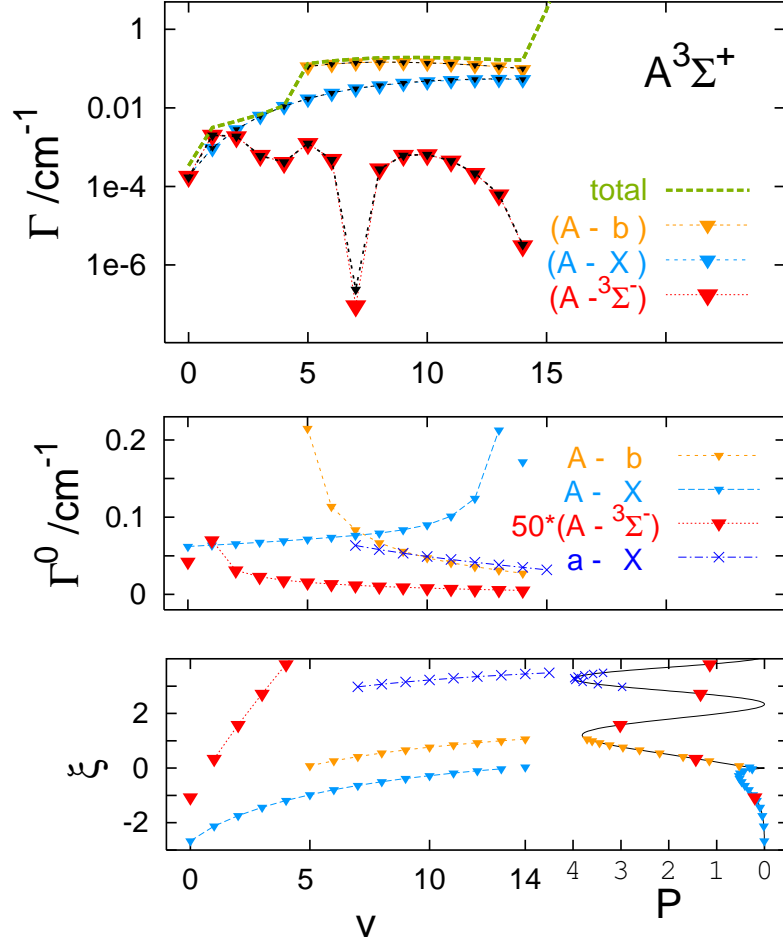 1
0.01
1e-4
1e-6
Γ /cm⁻¹
A³Σ⁺
total
(A - b )
(A - X )
(A -³Σ⁻)
0 5 10 15
0.2
0.1
0
Γ⁰ /cm⁻¹
A - b
A - X
50*(A - ³Σ⁻)
a - X
2
0
-2
ξ
0 5 10 14 4 3 2 1 0
v P